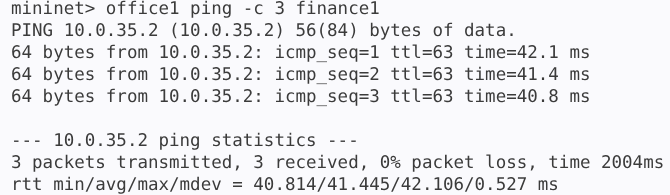 mininet> office1 ping -c 3 finance1
PING 10.0.35.2 (10.0.35.2) 56(84) bytes of data.
64 bytes from 10.0.35.2: icmp_seq=1 ttl=63 time=42.1 ms
64 bytes from 10.0.35.2: icmp_seq=2 ttl=63 time=41.4 ms
64 bytes from 10.0.35.2: icmp_seq=3 ttl=63 time=40.8 ms

--- 10.0.35.2 ping statistics ---
3 packets transmitted, 3 received, 0% packet loss, time 2004ms
rtt min/avg/max/mdev = 40.814/41.445/42.106/0.527 ms